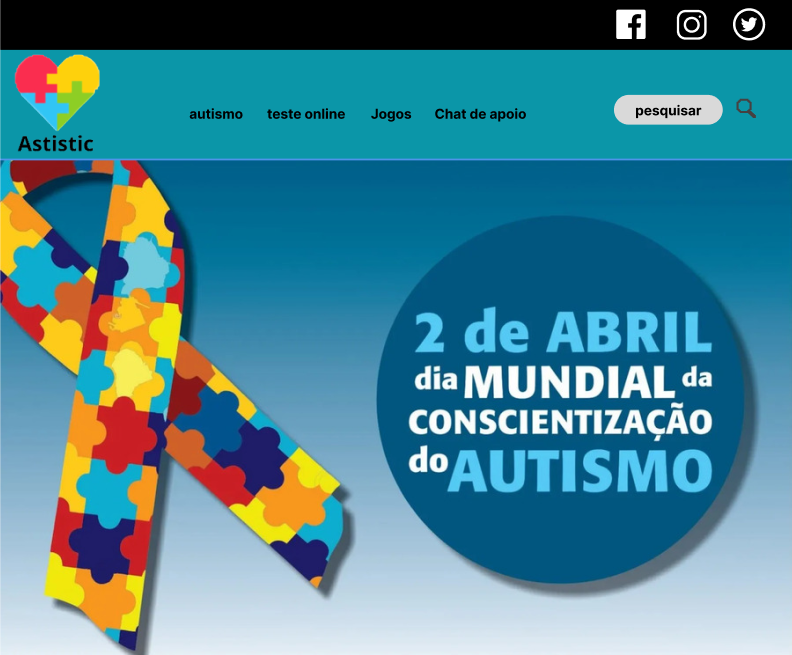 autismo teste online Jogos Chat de apoio pesquisar
Astistic
2 de ABRIL
dia MUNDIAL da
CONSCIENTIZAÇÃO
do AUTISMO